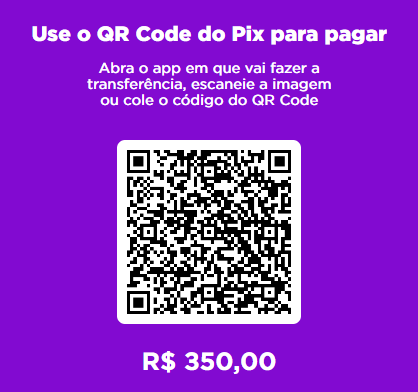 Use o QR Code do Pix para pagar
Abra o app em que vai fazer a
transferência, escaneie a imagem
ou cole o código do QR Code
R$ 350,00